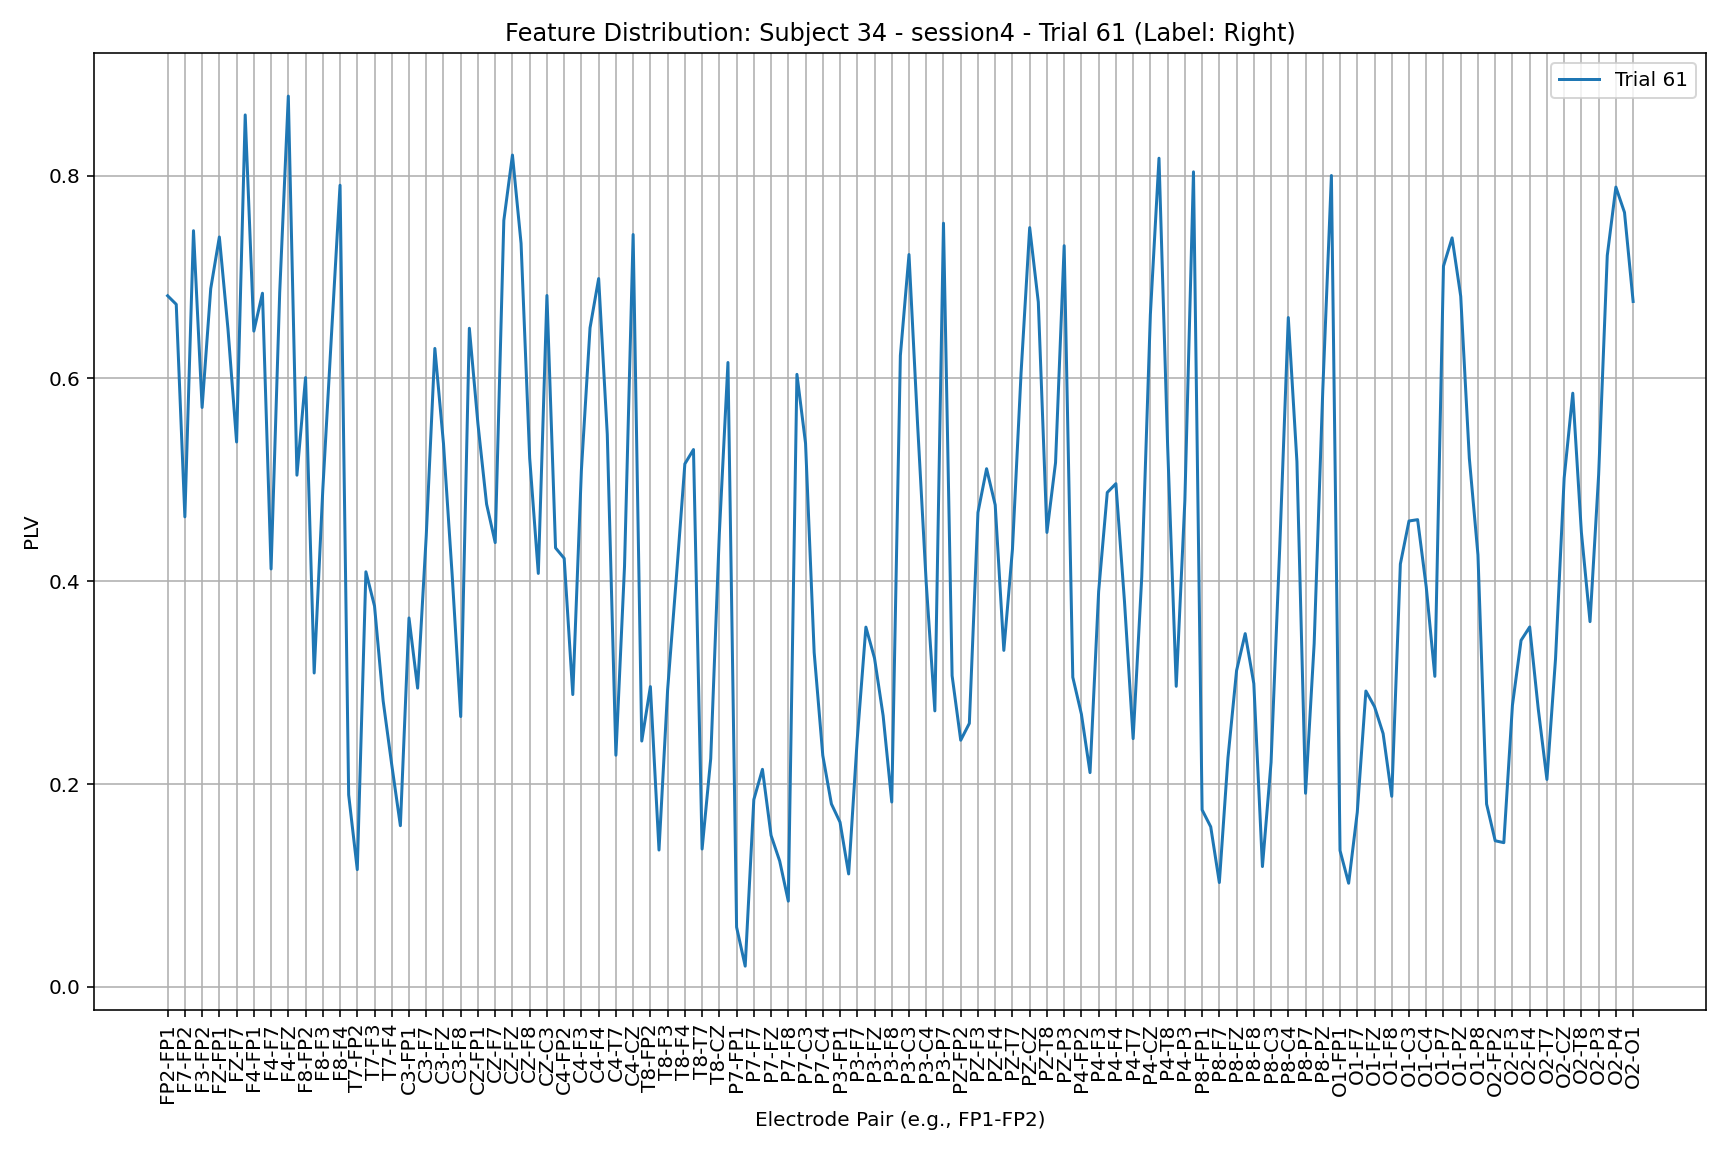 Feature Distribution: Subject 34 - session4 - Trial 61 (Label: Right)
Trial 61
PLV
0.8
0.6
0.4
0.2
0.0
FP2-FP1
F7-FP2
F3-FP2
FZ-FP1
FZ-F7
F4-FP1
F4-F7
F4-FZ
F8-FP2
F8-F3
F8-F4
T7-FP2
T7-F3
T7-F4
C3-FP1
C3-F7
C3-FZ
C3-F8
CZ-FP1
CZ-F7
CZ-FZ
CZ-F8
CZ-C3
C4-FP2
C4-F3
C4-F4
C4-T7
C4-CZ
T8-FP2
T8-F3
T8-F4
T8-T7
T8-CZ
P7-FP1
P7-F7
P7-FZ
P7-F8
P7-C3
P7-C4
P3-FP1
P3-F7
P3-FZ
P3-F8
P3-C3
P3-C4
P3-P7
PZ-FP2
PZ-F3
PZ-F4
PZ-T7
PZ-CZ
PZ-T8
PZ-P3
P4-FP2
P4-F3
P4-F4
P4-T7
P4-CZ
P4-T8
P4-P3
P8-FP1
P8-F7
P8-FZ
P8-F8
P8-C3
P8-C4
P8-P7
P8-PZ
O1-FP1
O1-F7
O1-FZ
O1-F8
O1-C3
O1-C4
O1-P7
O1-PZ
O1-P8
O2-FP2
O2-F3
O2-F4
O2-T7
O2-CZ
O2-T8
O2-P3
O2-P4
O2-O1
Electrode Pair (e.g., FP1-FP2)